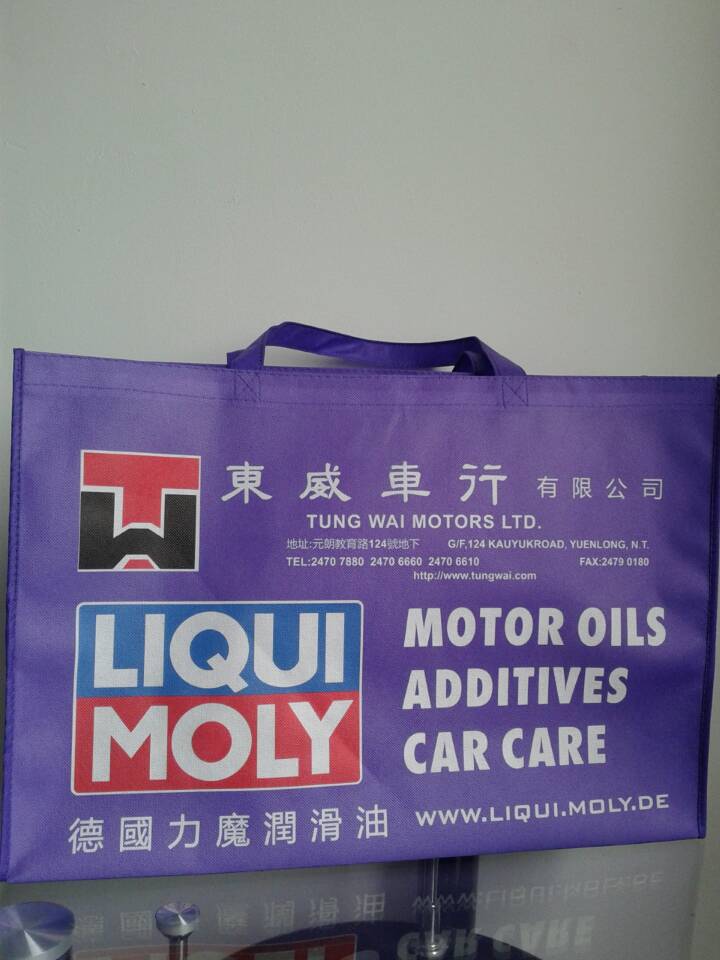 TW
東威車行有限公司
TUNG WAI MOTORS LTD.
地址:元朗教育路124號地下 G/F,124 KAUYUKROAD, YUENLONG, N.T.
TEL:2470 7880 2470 6660 2470 6610 FAX:2479 0180
http://www.tungwai.com
LIQUI
MOLY
MOTOR OILS
ADDITIVES
CAR CARE
德國力魔潤滑油
WWW.LIQUI.MOLY.DE